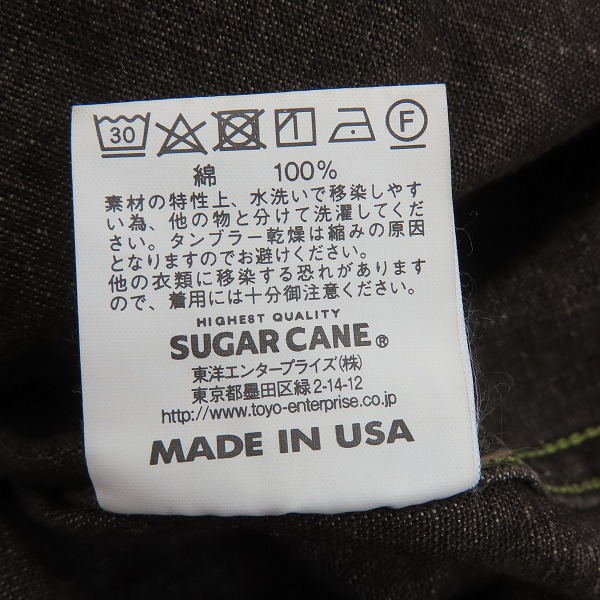 30 F
綿 100%
素材の特性上、水洗いで移染しやす
い為、他の物と分けて洗濯してくだ
さい。タンブラー乾燥は縮みの原因
となりますのでお避けください。
他の衣類に移染する恐れがあります
ので、着用には十分御注意ください。
HIGHEST QUALITY
SUGAR CANE®
東洋エンタープライズ(株)
東京都墨田区緑2-14-12
http://www.toyo-enterprise.co.jp
MADE IN USA